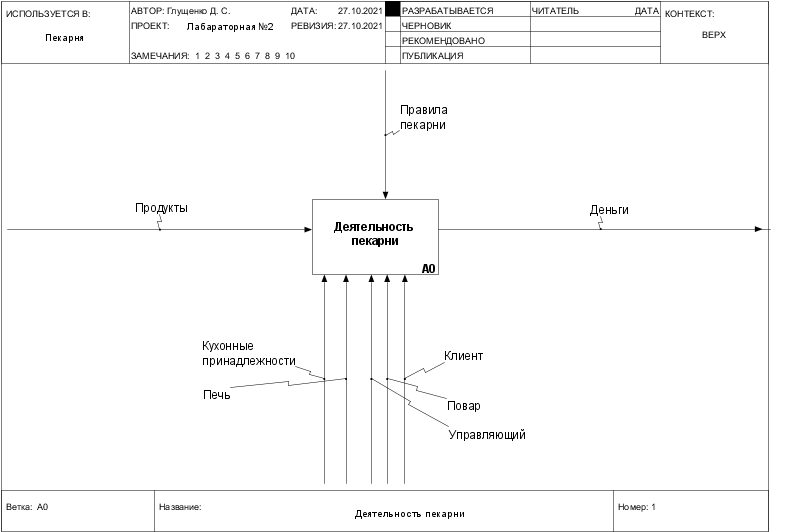 ИСПОЛЬЗУЕТСЯ В:
Пекарня
АВТОР: Глущенко Д. С.
ДАТА: 27.10.2021
ПРОЕКТ: Лабараторная №2
РЕВИЗИЯ: 27.10.2021
ЗАМЕЧАНИЯ: 1 2 3 4 5 6 7 8 9 10
РАЗРАБАТЫВАЕТСЯ
ЧЕРНОВИК
РЕКОМЕНДОВАНО
ПУБЛИКАЦИЯ
ЧИТАТЕЛЬ ДАТА
КОНТЕКСТ:
ВЕРХ
Правила
пекарни
Продукты
Деньги
Деятельность
пекарни
A0
Кухонные
принадлежности
Печь
Клиент
Повар
Управляющий
Ветка: A0
Название:
Деятельность пекарни
Номер: 1